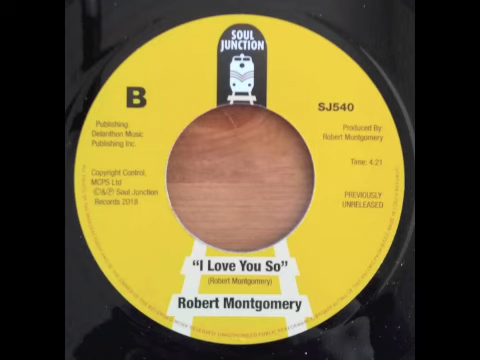 SOUL
JUNCTION
B
SJ540
Publishing:
Delanthon Music
Publishing Inc.
Produced By:
Robert Montgomery
Time: 4:21
Copyright Control,
MCPS Ltd
©&℗ Soul Junction
Records 2018
PREVIOUSLY
UNRELEASED
"I Love You So"
(Robert Montgomery)
Robert Montgomery